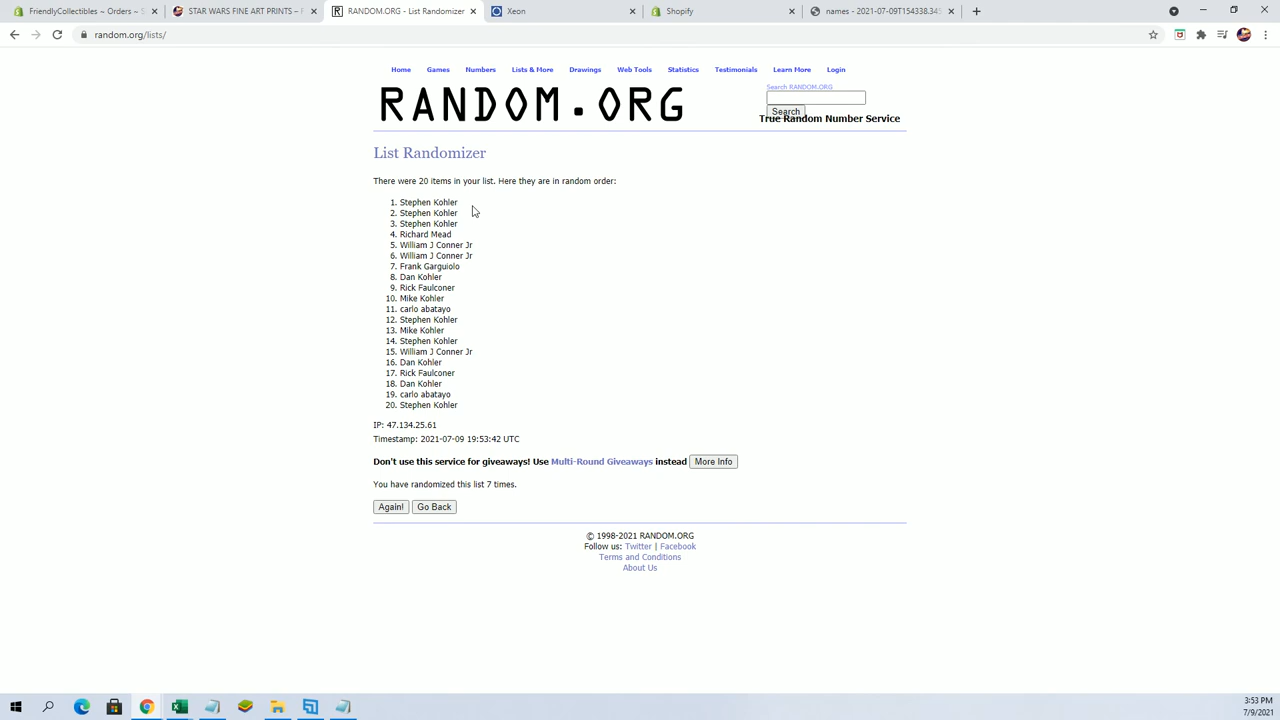 FriendlyCollectibles ~ Orders ~ S
STAR WARS FINE ART PRINTS – F
RANDOM.ORG - List Randomizer
Xeon
Shopify
names - 2021-07-09T154338.345
random.org/lists/
Home Games Numbers Lists & More Drawings Web Tools Statistics Testimonials Learn More Login
Search RANDOM.ORG
RANDOM.ORG
Search
True Random Number Service
List Randomizer
There were 20 items in your list. Here they are in random order:
1. Stephen Kohler
2. Stephen Kohler
3. Stephen Kohler
4. Richard Mead
5. William J Conner Jr
6. William J Conner Jr
7. Frank Garguiolo
8. Dan Kohler
9. Rick Faulconer
10. Mike Kohler
11. carlo abatayo
12. Stephen Kohler
13. Mike Kohler
14. Stephen Kohler
15. William J Conner Jr
16. Dan Kohler
17. Rick Faulconer
18. Dan Kohler
19. carlo abatayo
20. Stephen Kohler
IP: 47.134.25.61
Timestamp: 2021-07-09 19:53:42 UTC
Don't use this service for giveaways! Use Multi-Round Giveaways instead More Info
You have randomized this list 7 times.
Again! Go Back
© 1998-2021 RANDOM.ORG
Follow us: Twitter | Facebook
Terms and Conditions
About Us
3:53 PM
7/9/2021